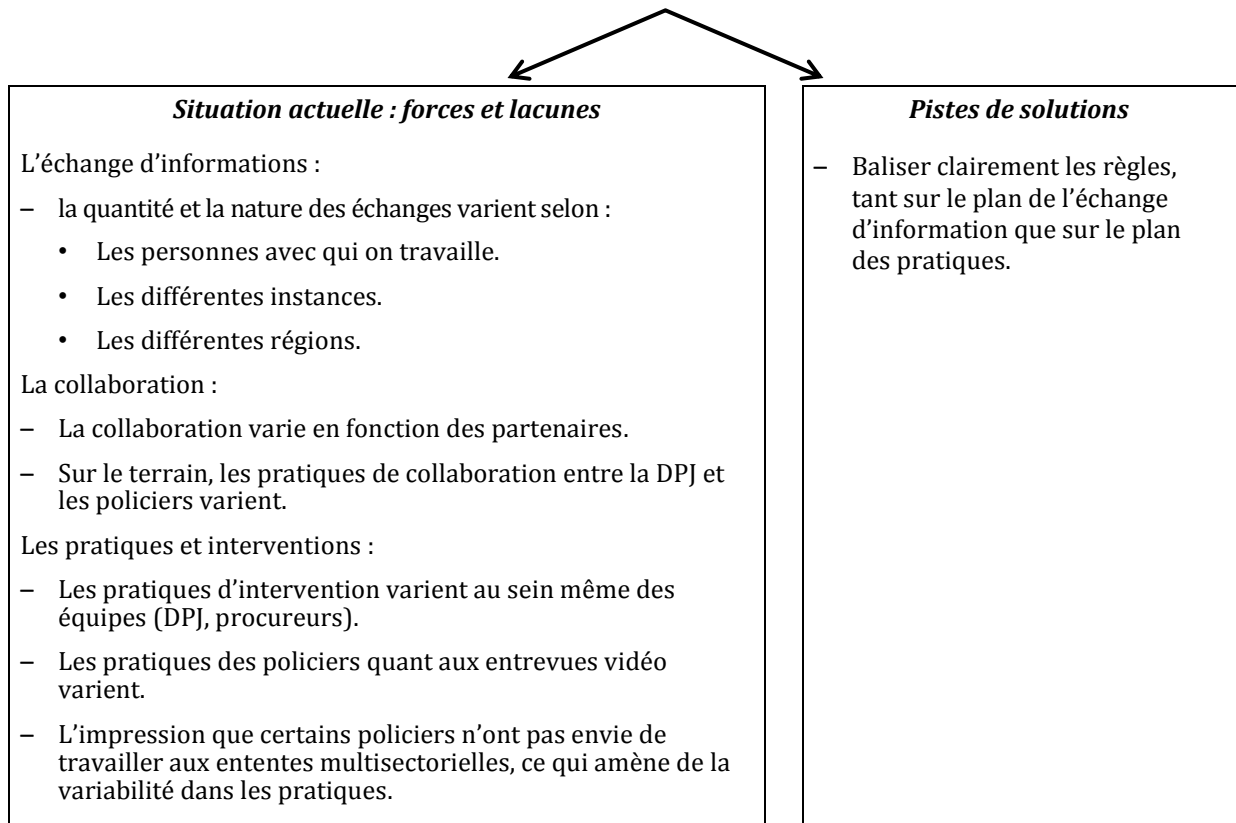 Situation actuelle : forces et lacunes
L’échange d’informations :
– la quantité et la nature des échanges varient selon :
• Les personnes avec qui on travaille.
• Les différentes instances.
• Les différentes régions.
La collaboration :
– La collaboration varie en fonction des partenaires.
– Sur le terrain, les pratiques de collaboration entre la DPJ et
les policiers varient.
Les pratiques et interventions :
– Les pratiques d’intervention varient au sein même des
équipes (DPJ, procureurs).
– Les pratiques des policiers quant aux entrevues vidéo
varient.
– L’impression que certains policiers n’ont pas envie de
travailler aux ententes multisectorielles, ce qui amène de la
variabilité dans les pratiques.
Pistes de solutions
– Baliser clairement les règles,
tant sur le plan de l’échange
d’information que sur le plan
des pratiques.